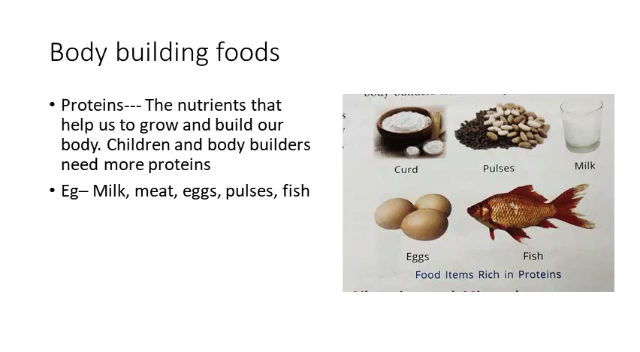 Body building foods
• Proteins--- The nutrients that
help us to grow and build our
body. Children and body builders
need more proteins
• Eg– Milk, meat, eggs, pulses, fish
Curd
Pulses
Milk
Eggs
Fish
Food Items Rich in Proteins